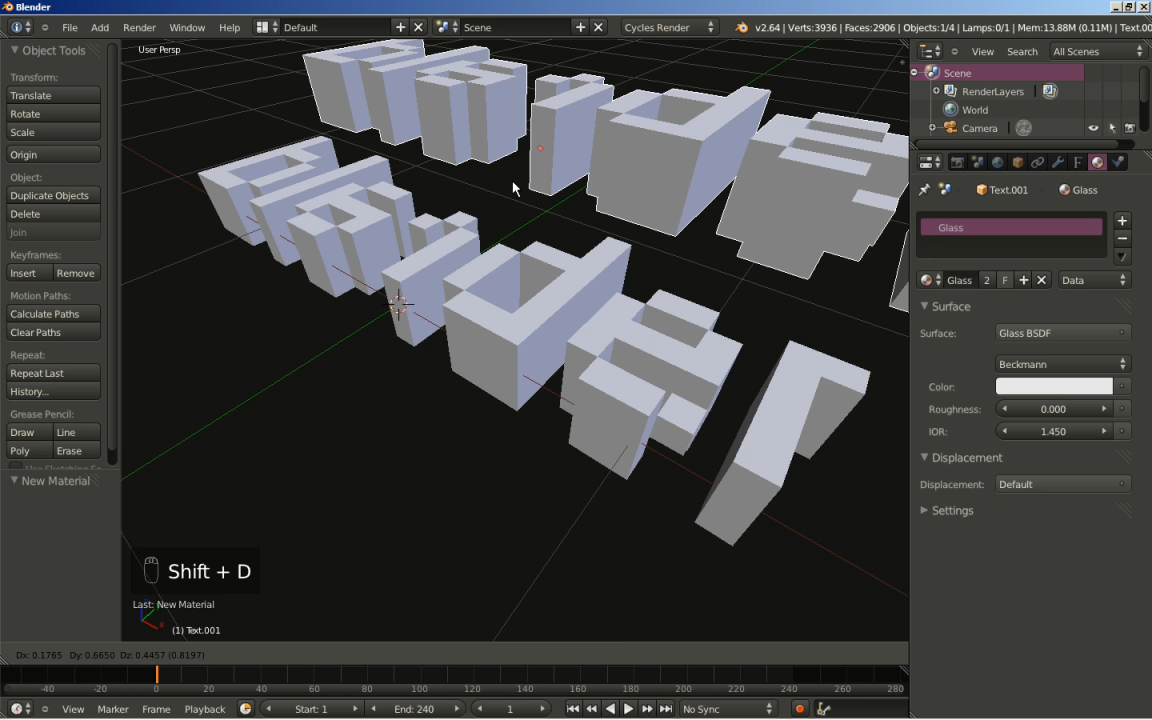 Blender
File Add Render Window Help Default Scene Cycles Render v2.64 | Verts:3936 | Faces:2906 | Objects:1/4 | Lamps:0/1 | Mem:13.88M (0.11M) | Text.00
Object Tools
Transform:
Translate
Rotate
Scale
Origin
Object:
Duplicate Objects
Delete
Join
Keyframes:
Insert Remove
Motion Paths:
Calculate Paths
Clear Paths
Repeat:
Repeat Last
History...
Grease Pencil:
Draw Line
Poly Erase
New Material
User Persp
Shift + D
Last: New Material
(1) Text.001
View Search All Scenes
Scene
RenderLayers
World
Camera
Text.001 Glass
Glass
Glass 2 F Data
Surface
Surface: Glass BSDF
Beckmann
Color:
Roughness: 0.000
IOR: 1.450
Displacement
Displacement: Default
Settings
Dx: 0.1765 Dy: 0.6650 Dz: 0.4457 (0.8197)
-40 -20 0 20 40 60 80 100 120 140 160 180 200 220 240 260 280
View Marker Frame Playback Start: 1 End: 240 1 No Sync